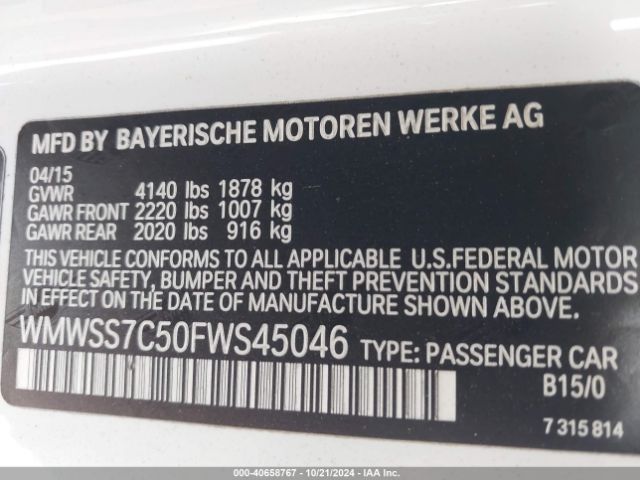 MFD BY BAYERISCHE MOTOREN WERKE AG
04/15
GVWR 4140 lbs 1878 kg
GAWR FRONT 2220 lbs 1007 kg
GAWR REAR 2020 lbs 916 kg
THIS VEHICLE CONFORMS TO ALL APPLICABLE U.S.FEDERAL MOTOR
VEHICLE SAFETY, BUMPER AND THEFT PREVENTION STANDARDS
IN EFFECT ON THE DATE OF MANUFACTURE SHOWN ABOVE.
WMWSS7C50FWS45046 TYPE: PASSENGER CAR
B15/0
7 315 814
000-40658767 - 10/21/2024 - IAA Inc.